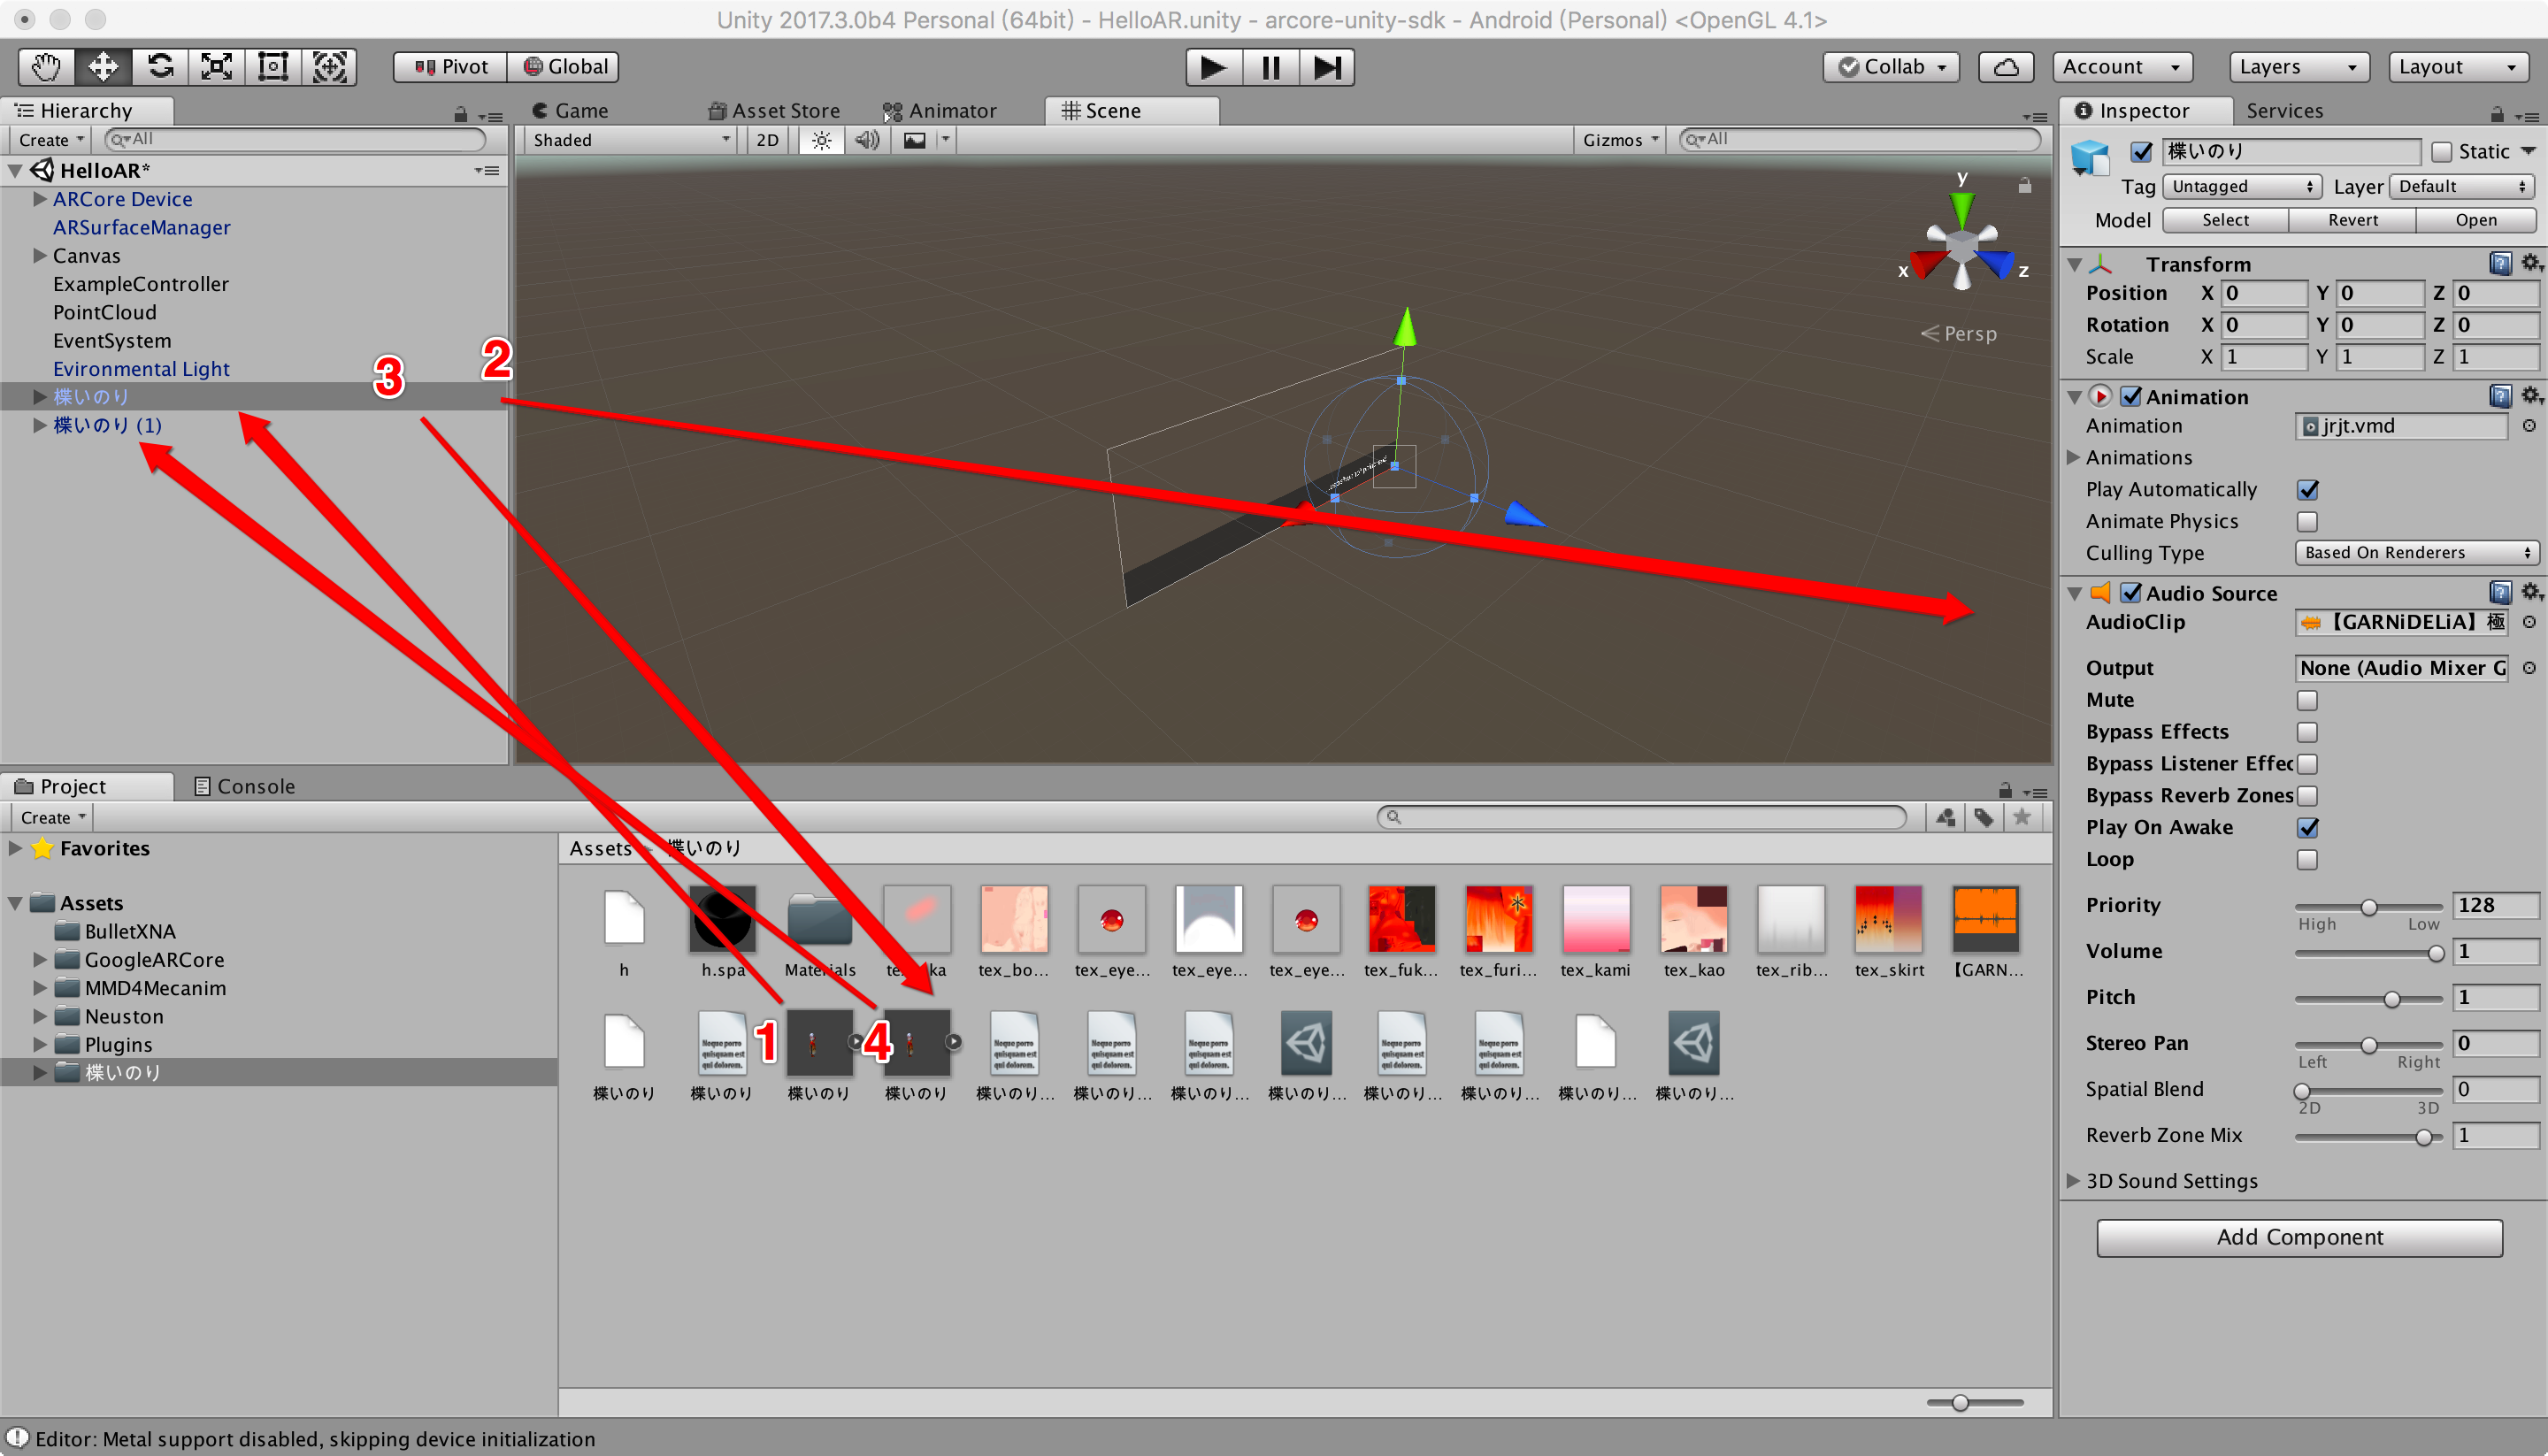 Unity 2017.3.0b4 Personal (64bit) - HelloAR.unity - arcore-unity-sdk - Android (Personal) <OpenGL 4.1>
Pivot Global Collab Account Layers Layout
Hierarchy Game Asset Store Animator Scene Inspector Services
Create All Shaded 2D Gizmos All
HelloAR*
ARCore Device
ARSurfaceManager
Canvas
ExampleController
PointCloud
EventSystem
Evironmental Light
楪いのり
楪いのり (1)
3
2
y
x
z
Persp
楪いのり Static
Tag Untagged Layer Default
Model Select Revert Open
Transform
Position X 0 Y 0 Z 0
Rotation X 0 Y 0 Z 0
Scale X 1 Y 1 Z 1
Animation
Animation jrjt.vmd
Animations
Play Automatically
Animate Physics
Culling Type Based On Renderers
Audio Source
AudioClip 【GARNiDELiA】極
Output None (Audio Mixer G
Mute
Bypass Effects
Bypass Listener Effec
Bypass Reverb Zones
Play On Awake
Loop
Priority 128
High Low
Volume 1
Pitch 1
Stereo Pan 0
Left Right
Spatial Blend 0
2D 3D
Reverb Zone Mix 1
3D Sound Settings
Add Component
Project Console
Create
Favorites
Assets
BulletXNA
GoogleARCore
MMD4Mecanim
Neuston
Plugins
楪いのり
Assets 楪いのり
h h.spa Materials tex_bo... tex_eye... tex_eye... tex_eye... tex_fuk... tex_furi... tex_kami tex_kao tex_rib... tex_skirt 【GARN...
1 4
楪いのり 楪いのり 楪いのり 楪いのり 楪いのり... 楪いのり... 楪いのり... 楪いのり... 楪いのり... 楪いのり... 楪いのり... 楪いのり...
Editor: Metal support disabled, skipping device initialization